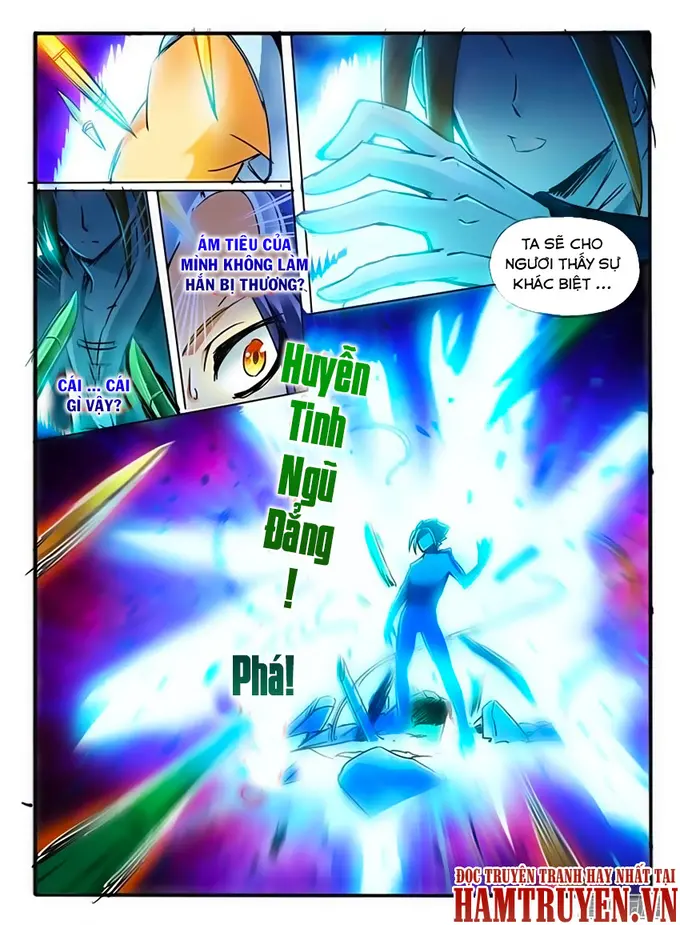 TA SẼ CHO
NGƯƠI THẤY SỰ
KHÁC BIỆT ...
ÁM TIÊU CỦA
MÌNH KHÔNG LÀM
HẮN BỊ THƯƠNG?
CÁI ... CÁI
GÌ VẬY?
Huyễn
Tinh
Ngũ
Đẳng
!
Phá!
ĐỌC TRUYỆN TRANH HAY NHẤT TẠI
HAMTRUYEN.VN